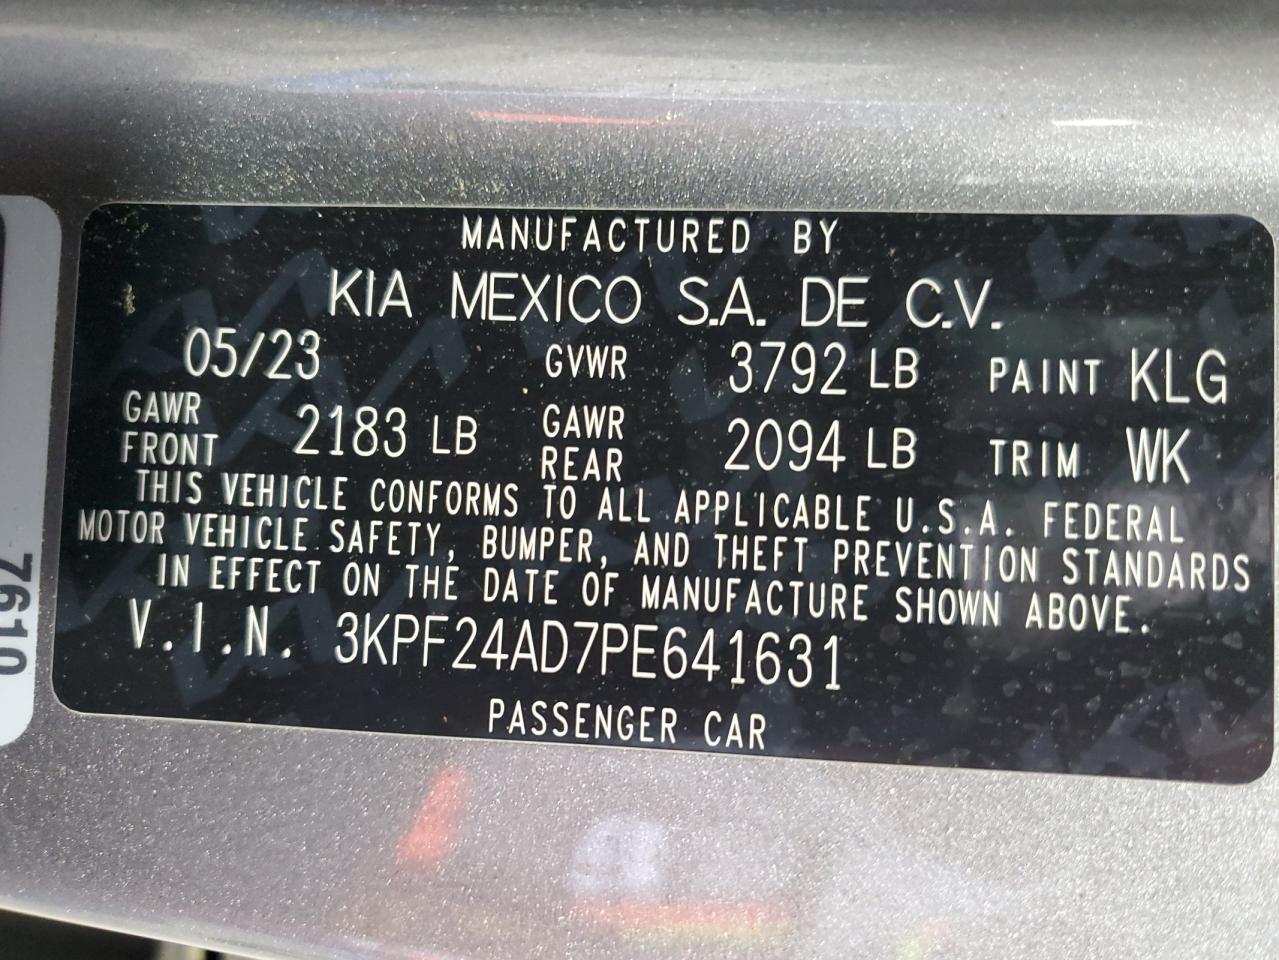 MANUFACTURED BY
KIA MEXICO S.A. DE C.V.
05/23 GVWR 3792 LB PAINT KLG
GAWR FRONT 2183 LB GAWR REAR 2094 LB TRIM WK
THIS VEHICLE CONFORMS TO ALL APPLICABLE U.S.A. FEDERAL
MOTOR VEHICLE SAFETY, BUMPER, AND THEFT PREVENTION STANDARDS
IN EFFECT ON THE DATE OF MANUFACTURE SHOWN ABOVE.
V.I.N. 3KPF24AD7PE641631
PASSENGER CAR
7610